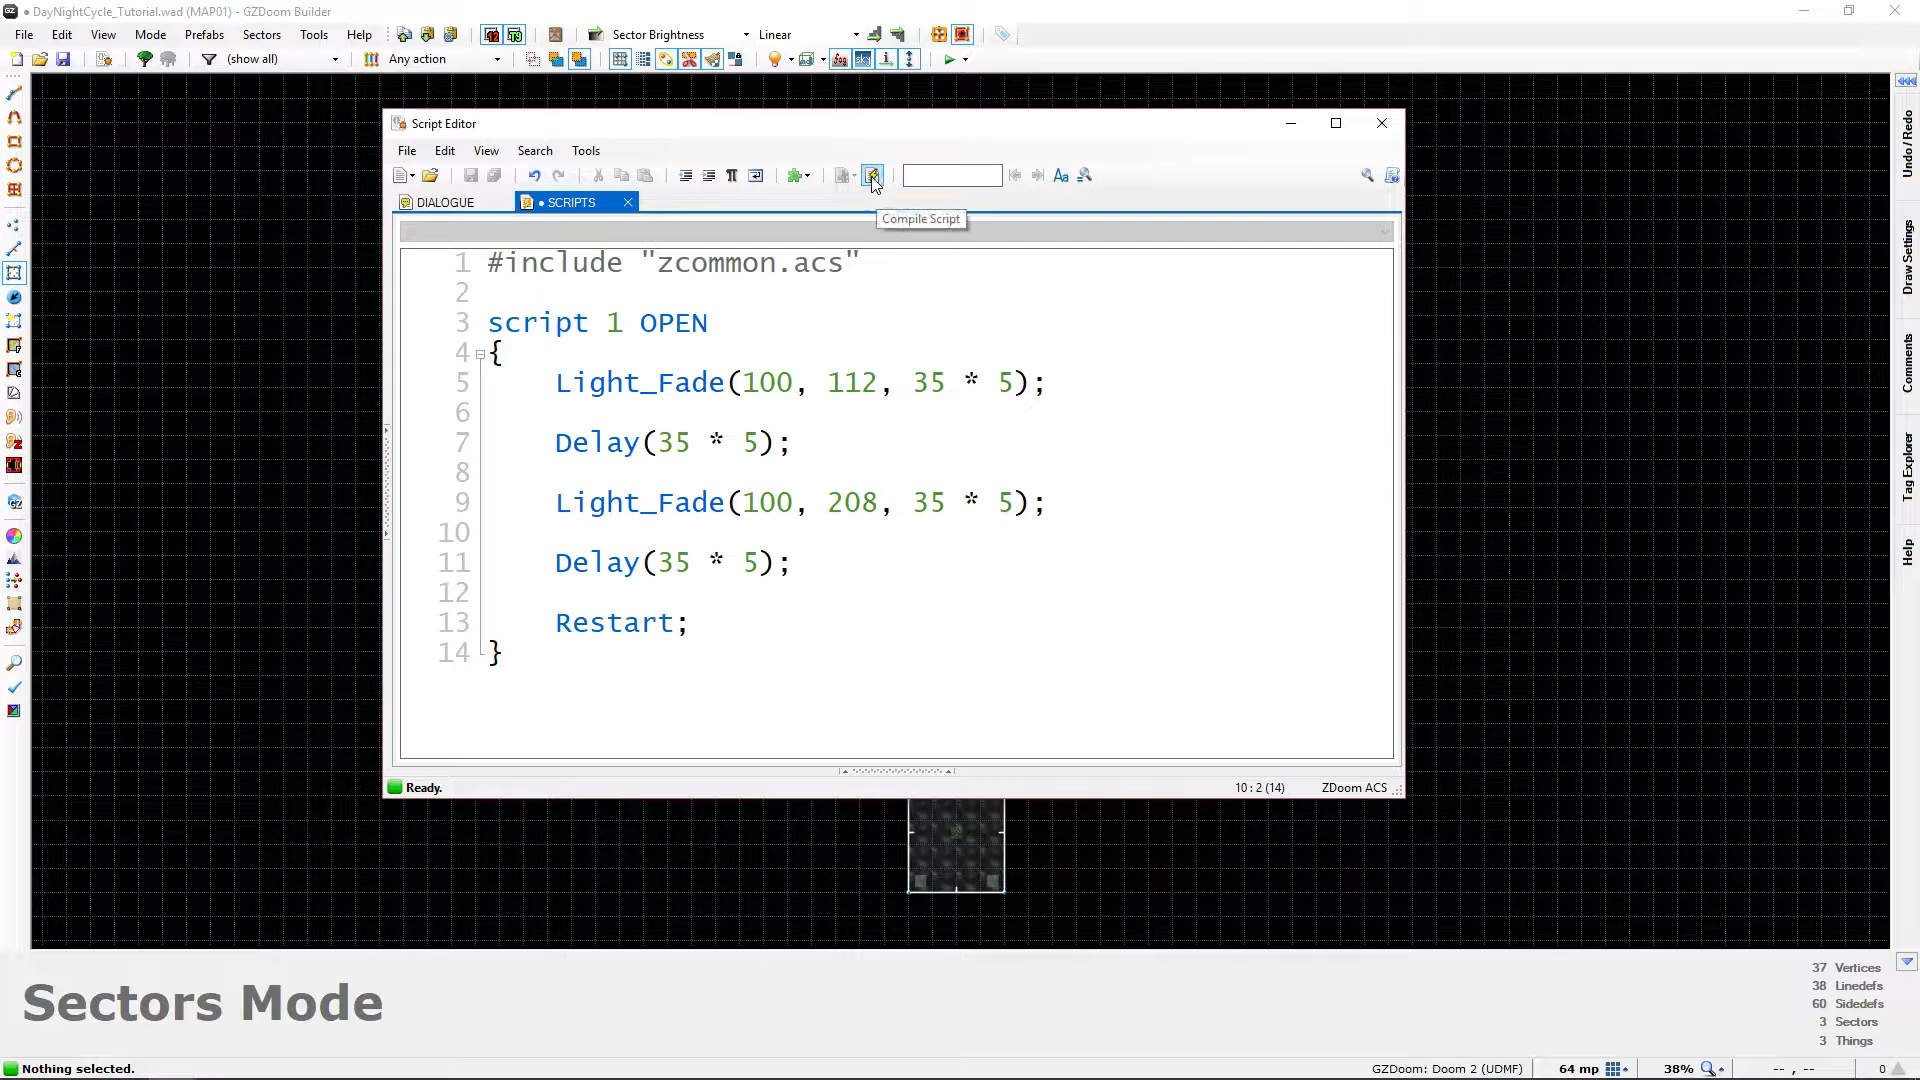 DayNightCycle_Tutorial.wad (MAP01) - GZDoom Builder
File Edit View Mode Prefabs Sectors Tools Help Sector Brightness Linear
(show all) Any action
Script Editor
File Edit View Search Tools
DIALOGUE SCRIPTS
Compile Script
1 #include "zcommon.acs"
2
3 script 1 OPEN
4 {
5 Light_Fade(100, 112, 35 * 5);
6
7 Delay(35 * 5);
8
9 Light_Fade(100, 208, 35 * 5);
10
11 Delay(35 * 5);
12
13 Restart;
14 }
Ready. 10 : 2 (14) ZDoom ACS
Undo/Redo
Draw Settings
Comments
Tag Explorer
Help
Sectors Mode
37 Vertices
38 Linedefs
60 Sidedefs
3 Sectors
3 Things
Nothing selected. GZDoom: Doom 2 (UDMF) 64 mp 38% -- , -- 0